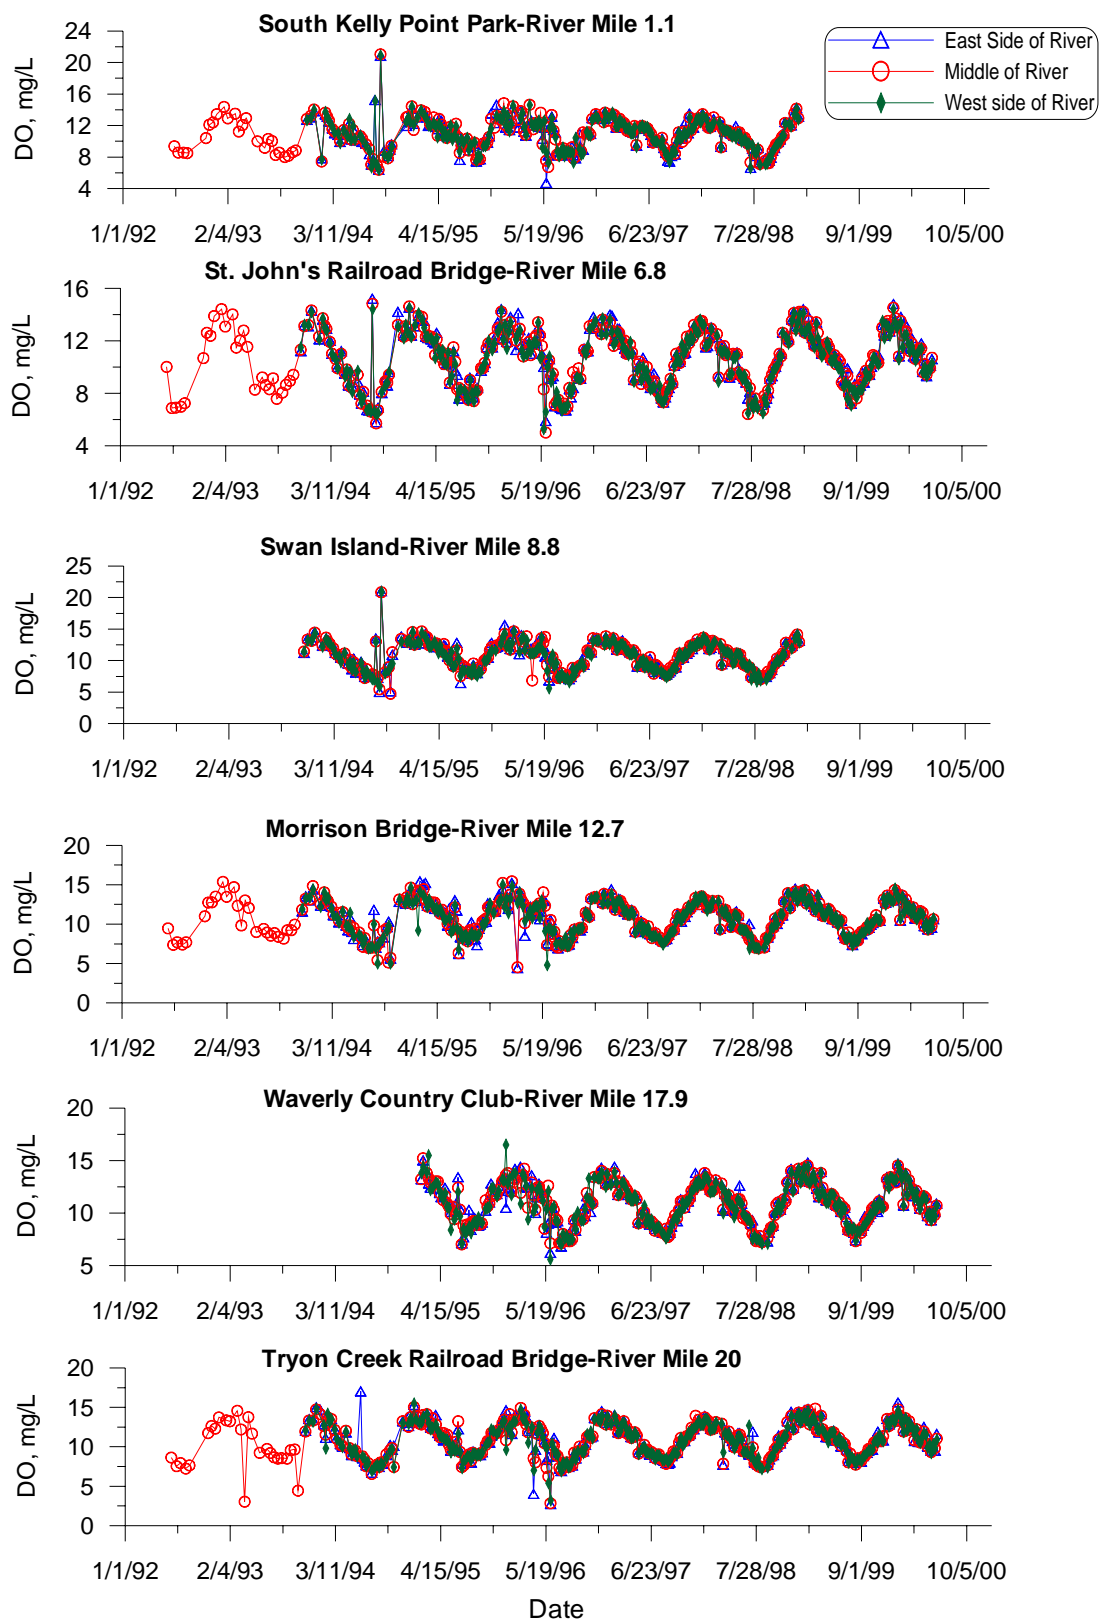 South Kelly Point Park-River Mile 1.1
East Side of River
Middle of River
West side of River
DO, mg/L
24
20
16
12
8
4
1/1/92 2/4/93 3/11/94 4/15/95 5/19/96 6/23/97 7/28/98 9/1/99 10/5/00
St. John's Railroad Bridge-River Mile 6.8
DO, mg/L
16
12
8
4
1/1/92 2/4/93 3/11/94 4/15/95 5/19/96 6/23/97 7/28/98 9/1/99 10/5/00
Swan Island-River Mile 8.8
DO, mg/L
25
20
15
10
5
0
1/1/92 2/4/93 3/11/94 4/15/95 5/19/96 6/23/97 7/28/98 9/1/99 10/5/00
Morrison Bridge-River Mile 12.7
DO, mg/L
20
15
10
5
0
1/1/92 2/4/93 3/11/94 4/15/95 5/19/96 6/23/97 7/28/98 9/1/99 10/5/00
Waverly Country Club-River Mile 17.9
DO, mg/L
20
15
10
5
1/1/92 2/4/93 3/11/94 4/15/95 5/19/96 6/23/97 7/28/98 9/1/99 10/5/00
Tryon Creek Railroad Bridge-River Mile 20
DO, mg/L
20
15
10
5
0
1/1/92 2/4/93 3/11/94 4/15/95 5/19/96 6/23/97 7/28/98 9/1/99 10/5/00
Date